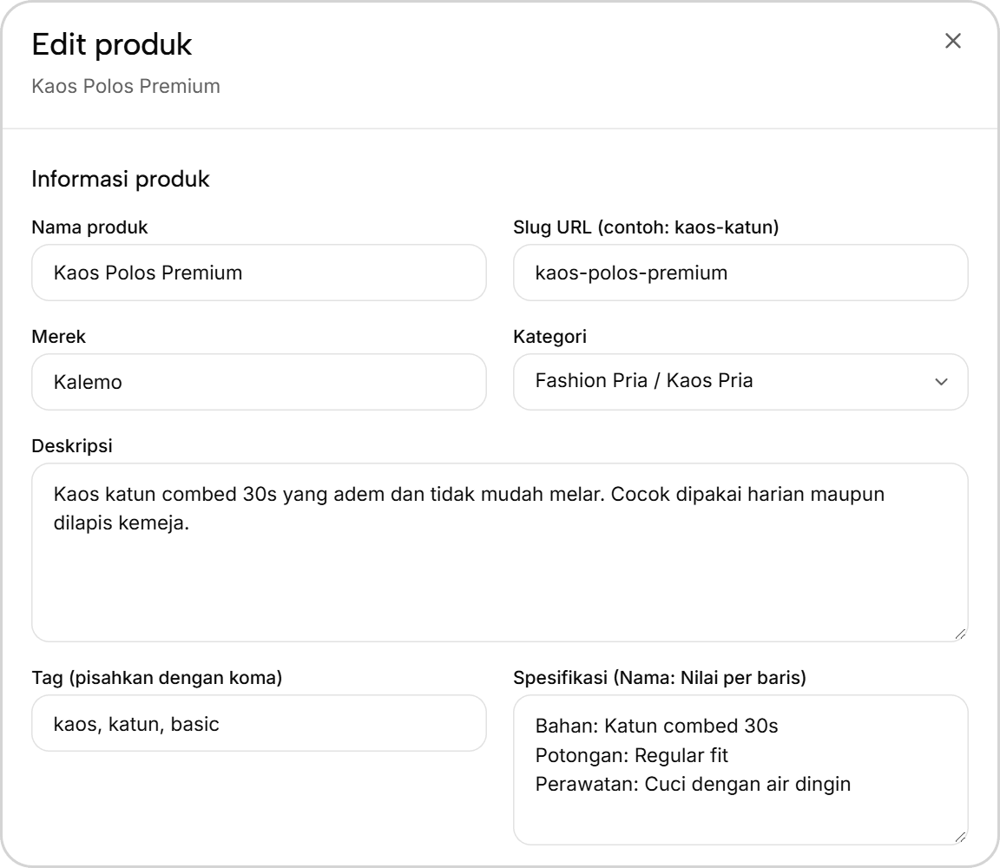 Edit produk
Kaos Polos Premium
Informasi produk
Nama produk
Kaos Polos Premium
Slug URL (contoh: kaos-katun)
kaos-polos-premium
Merek
Kalemo
Kategori
Fashion Pria / Kaos Pria
Deskripsi
Kaos katun combed 30s yang adem dan tidak mudah melar. Cocok dipakai harian maupun
dilapis kemeja.
Tag (pisahkan dengan koma)
kaos, katun, basic
Spesifikasi (Nama: Nilai per baris)
Bahan: Katun combed 30s
Potongan: Regular fit
Perawatan: Cuci dengan air dingin